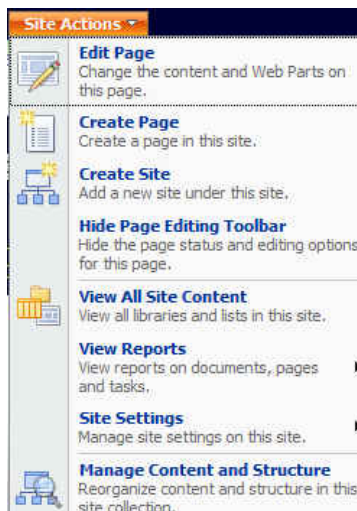 Site Actions
Edit Page
Change the content and Web Parts on
this page.
Create Page
Create a page in this site.
Create Site
Add a new site under this site.
Hide Page Editing Toolbar
Hide the page status and editing options
for this page.
View All Site Content
View all libraries and lists in this site.
View Reports
View reports on documents, pages
and tasks.
Site Settings
Manage site settings on this site.
Manage Content and Structure
Reorganize content and structure in this
site collection.